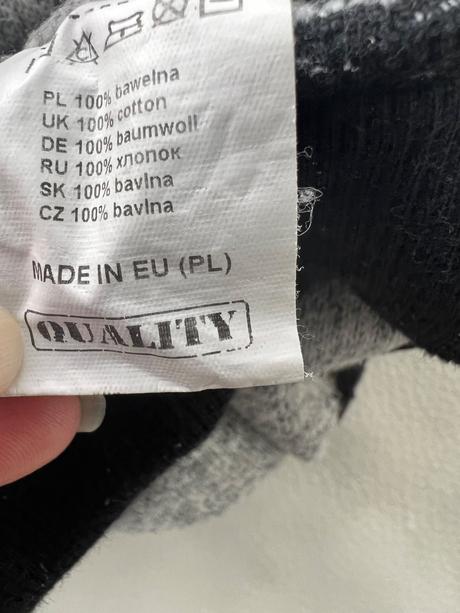 PL 100% bawełna
UK 100% cotton
DE 100% baumwoll
RU 100% хлопок
SK 100% bavlna
CZ 100% bavlna
MADE IN EU (PL)
QUALITY